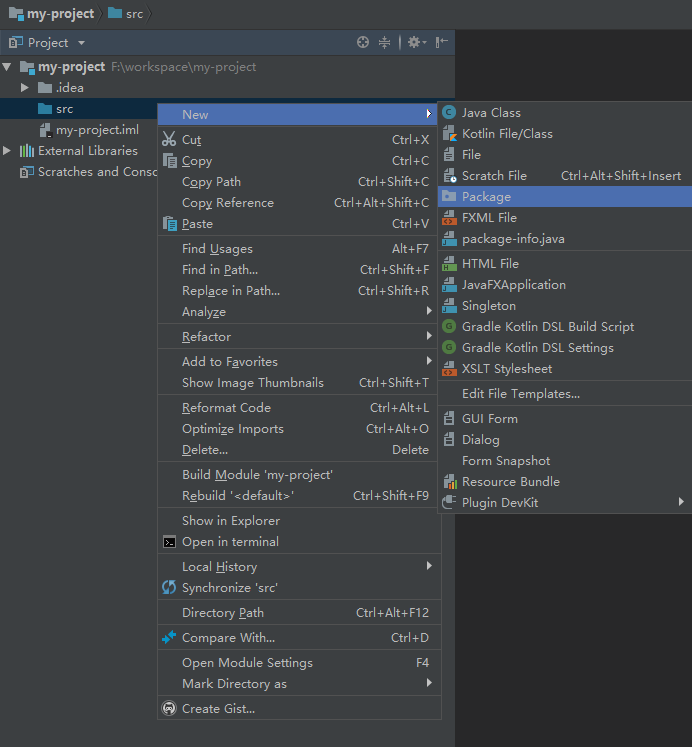 my-project src
Project
my-project F:\workspace\my-project
.idea
src
my-project.iml
External Libraries
Scratches and Conso
New
Cut Ctrl+X
Copy Ctrl+C
Copy Path Ctrl+Shift+C
Copy Reference Ctrl+Alt+Shift+C
Paste Ctrl+V
Find Usages Alt+F7
Find in Path... Ctrl+Shift+F
Replace in Path... Ctrl+Shift+R
Analyze
Refactor
Add to Favorites
Show Image Thumbnails Ctrl+Shift+T
Reformat Code Ctrl+Alt+L
Optimize Imports Ctrl+Alt+O
Delete... Delete
Build Module 'my-project'
Rebuild '<default>' Ctrl+Shift+F9
Show in Explorer
Open in terminal
Local History
Synchronize 'src'
Directory Path Ctrl+Alt+F12
Compare With... Ctrl+D
Open Module Settings F4
Mark Directory as
Create Gist...
Java Class
Kotlin File/Class
File
Scratch File Ctrl+Alt+Shift+Insert
Package
FXML File
package-info.java
HTML File
JavaFXApplication
Singleton
Gradle Kotlin DSL Build Script
Gradle Kotlin DSL Settings
XSLT Stylesheet
Edit File Templates...
GUI Form
Dialog
Form Snapshot
Resource Bundle
Plugin DevKit